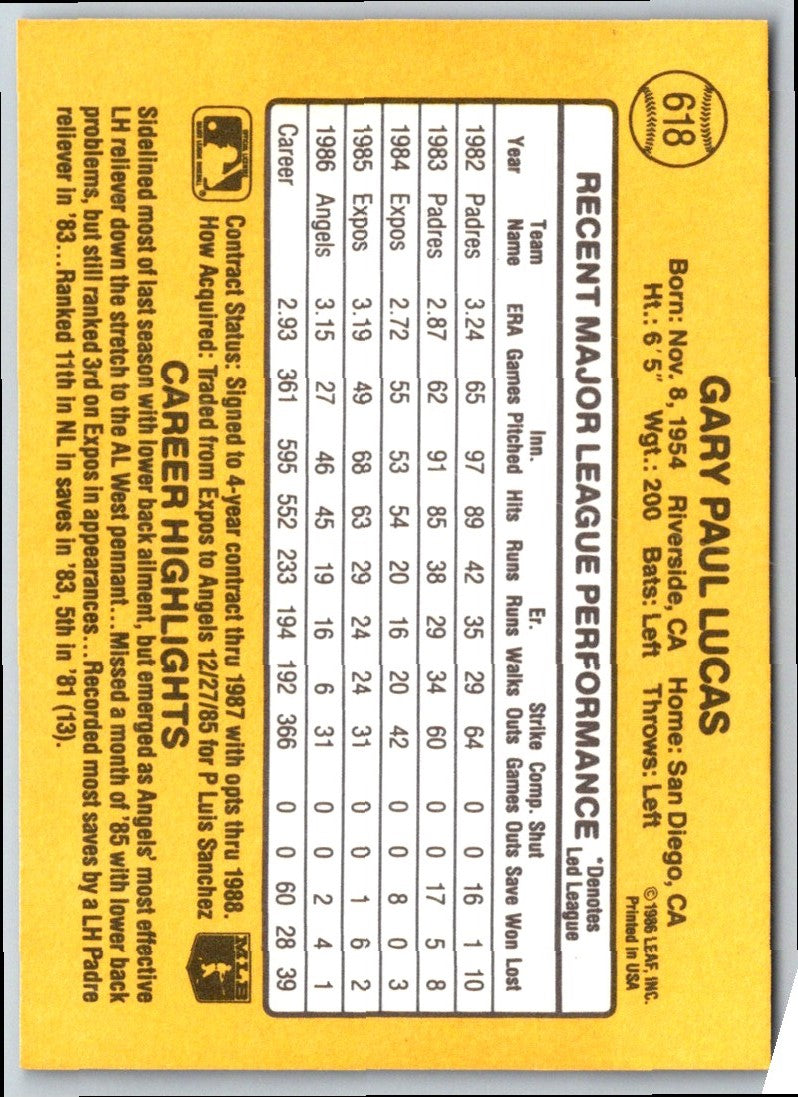 618
GARY PAUL LUCAS
Born: Nov. 8, 1954 Riverside, CA Home: San Diego, CA
Ht.: 6'5" Wgt.: 200 Bats: Left Throws: Left
© 1986 LEAF, INC.
Printed in USA
RECENT MAJOR LEAGUE PERFORMANCE *Denotes Led League
Team Inn. Er. Strike Comp. Shut
Year Name ERA Games Pitched Hits Runs Runs Walks Outs Games Outs Save Won Lost
1982 Padres 3.24 65 97 89 42 35 29 64 0 0 16 1 10
1983 Padres 2.87 62 91 85 38 29 34 60 0 0 17 5 8
1984 Expos 2.72 55 53 54 20 16 20 42 0 0 8 0 3
1985 Expos 3.19 49 68 63 29 24 24 31 0 0 1 6 2
1986 Angels 3.15 27 46 45 19 16 6 31 0 0 2 4 1
Career 2.93 361 595 552 233 194 192 366 0 0 60 28 39
Contract Status: Signed to 4-year contract thru 1987 with opts thru 1988.
How Acquired: Traded from Expos to Angels 12/27/85 for P Luis Sanchez
MLB
CAREER HIGHLIGHTS
Sidelined most of last season with lower back ailment, but emerged as Angels' most effective
LH reliever down the stretch to the AL West pennant...Missed a month of '85 with lower back
problems, but still ranked 3rd on Expos in appearances...Recorded most saves by a LH Padre
reliever in '83...Ranked 11th in NL in saves in '83, 5th in '81 (13).